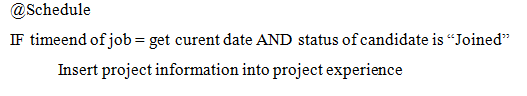 @Schedule
IF timeend of job = get curent date AND status of candidate is “Joined”
Insert project information into project experience